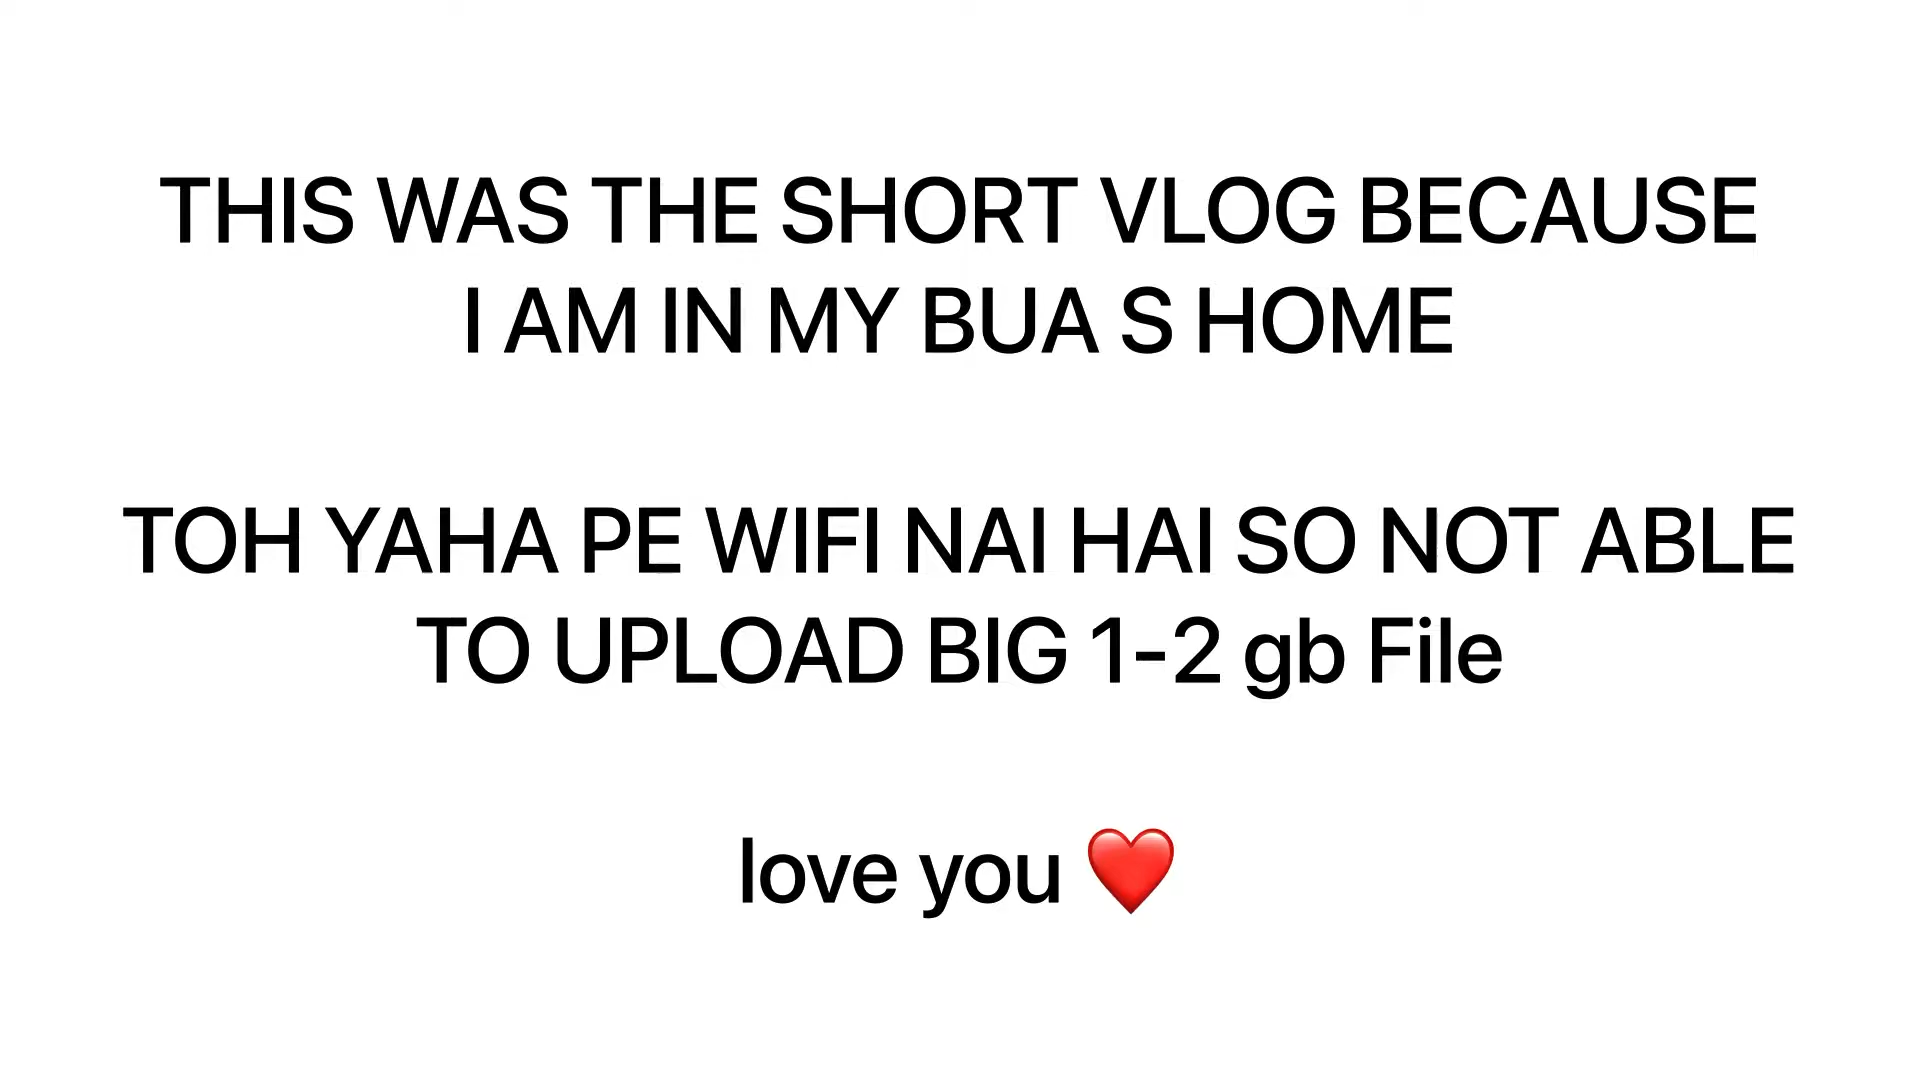 THIS WAS THE SHORT VLOG BECAUSE
I AM IN MY BUA S HOME
TOH YAHA PE WIFI NAI HAI SO NOT ABLE
TO UPLOAD BIG 1-2 gb File
love you ❤️